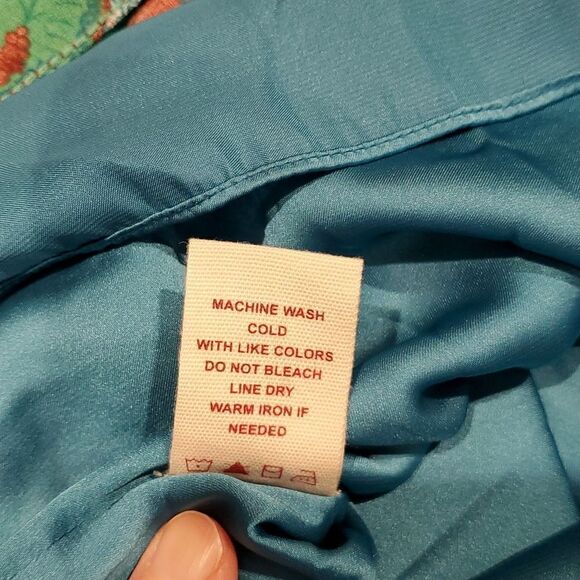 MACHINE WASH
COLD
WITH LIKE COLORS
DO NOT BLEACH
LINE DRY
WARM IRON IF
NEEDED